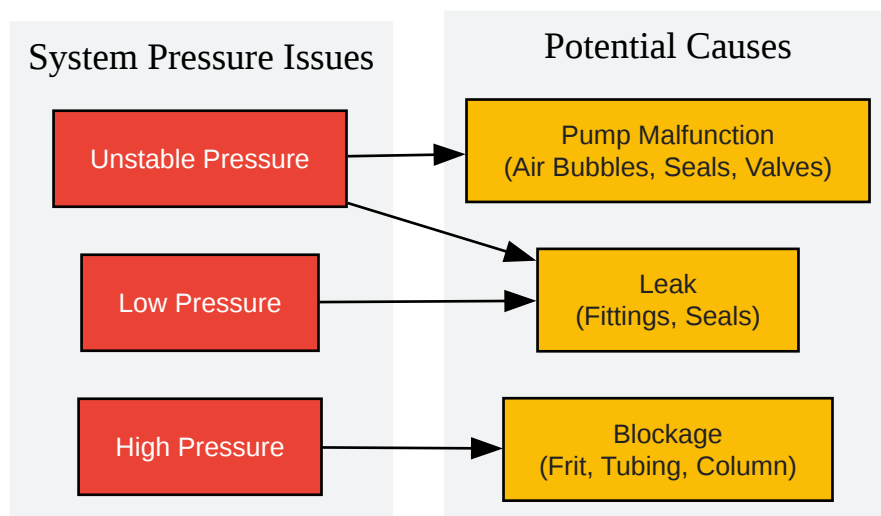 System Pressure Issues
Unstable Pressure
Low Pressure
High Pressure
Potential Causes
Pump Malfunction
(Air Bubbles, Seals, Valves)
Leak
(Fittings, Seals)
Blockage
(Frit, Tubing, Column)